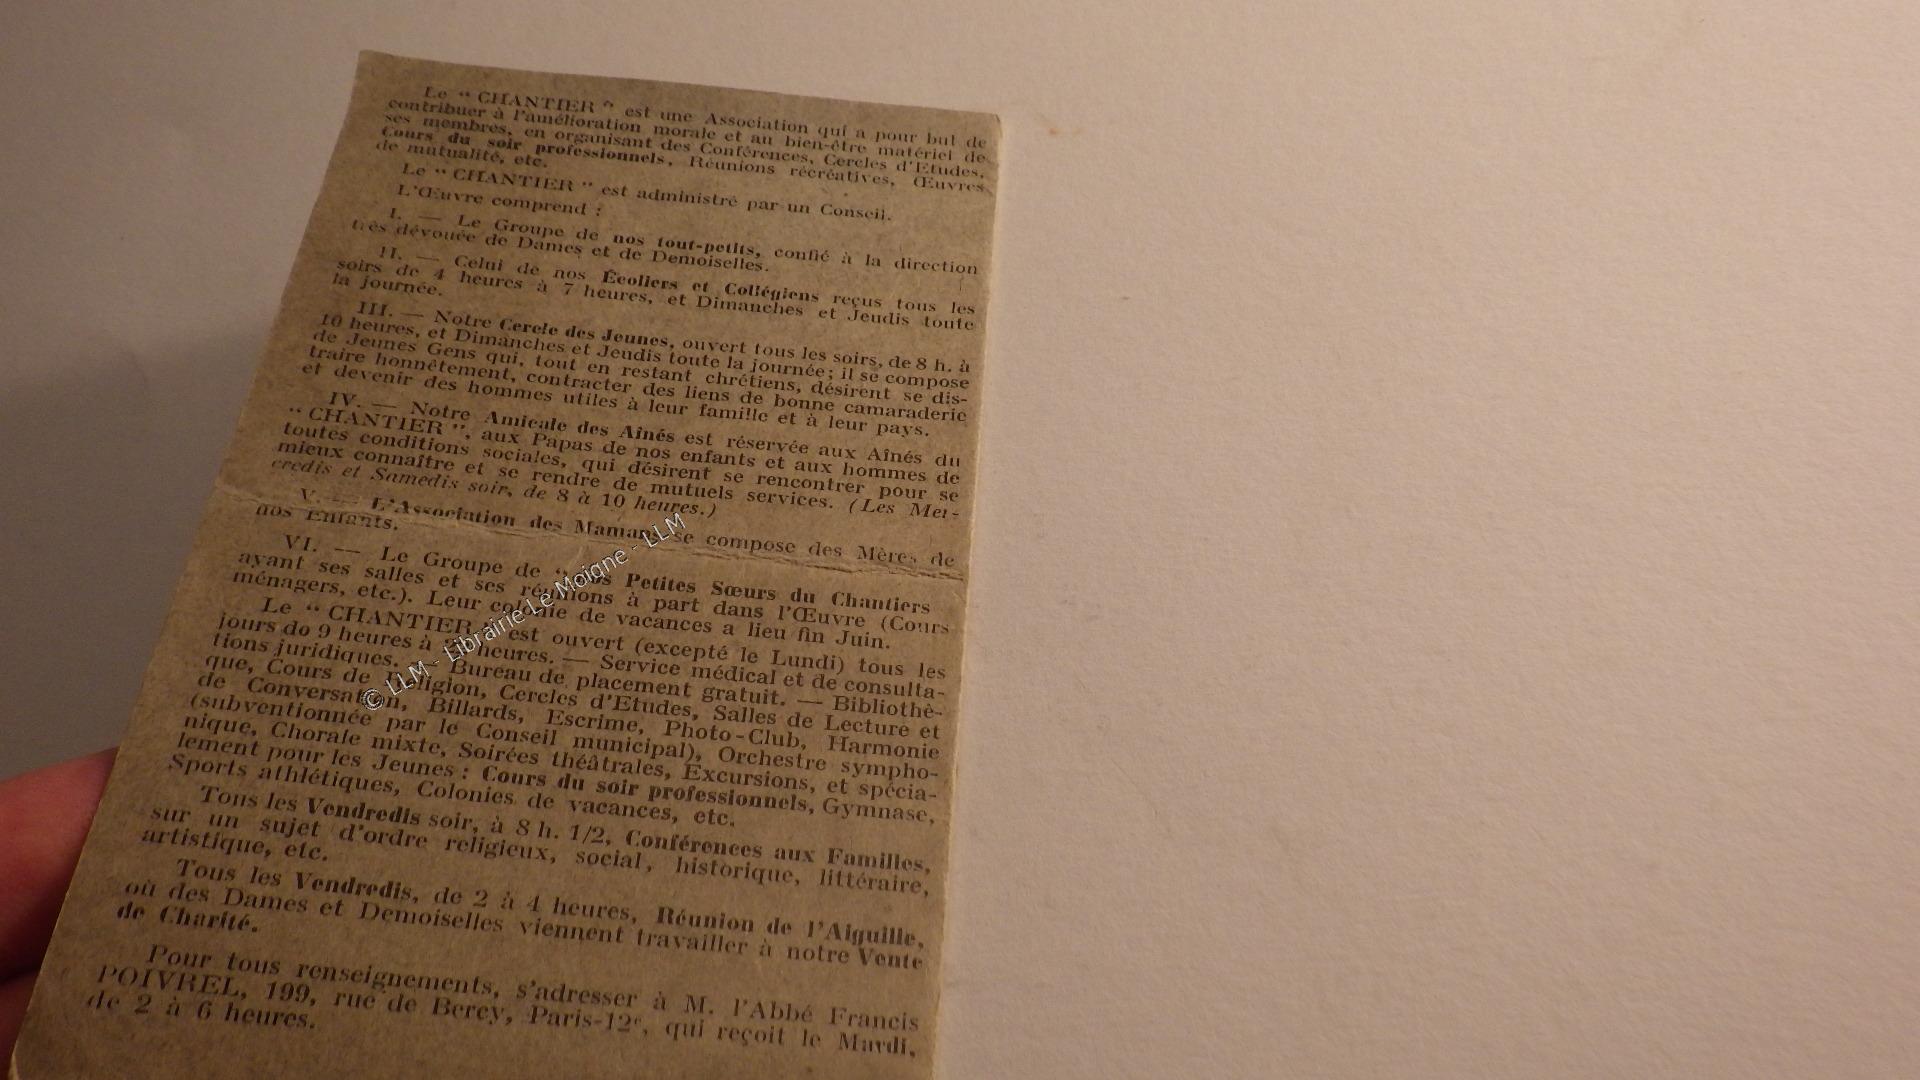 Le “ CHANTIER ” est une Association qui a pour but de
contribuer à l'amélioration morale et au bien-être matériel de
ses membres, en organisant des Conférences, Cercles d'Etudes,
Cours du soir professionnels, Réunions récréatives, Œuvres
de mutualité, etc.
Le “ CHANTIER ” est administré par un Conseil.
L'Œuvre comprend :
I. — Le Groupe de nos tout-petits, confié à la direction
très dévouée de Dames et de Demoiselles.
II. — Celui de nos Écoliers et Collégiens reçus tous les
soirs de 4 heures à 7 heures, et Dimanches et Jeudis toute
la journée.
III. — Notre Cercle des Jeunes, ouvert tous les soirs, de 8 h. à
10 heures, et Dimanches et Jeudis toute la journée; il se compose
de Jeunes Gens qui, tout en restant chrétiens, désirent se dis-
traire honnêtement, contracter des liens de bonne camaraderie
et devenir des hommes utiles à leur famille et à leur pays.
IV. — Notre Amicale des Aînés est réservée aux Aînés du
“ CHANTIER ”, aux Papas de nos enfants et aux hommes de
toutes conditions sociales, qui désirent se rencontrer pour se
mieux connaître et se rendre de mutuels services. (Les Mer-
credis et Samedis soir, de 8 à 10 heures.)
V. — L'Association des Mamans se compose des Mères de
nos Enfants.
VI. — Le Groupe de “ Petites Sœurs du Chantiers
ayant ses salles et ses réunions à part dans l'Œuvre (Cours
ménagers, etc.). Leur colonie de vacances a lieu fin Juin.
Le “ CHANTIER ” est ouvert (excepté le Lundi) tous les
jours de 9 heures à heures. — Service médical et de consulta-
tions juridiques. — Bureau de placement gratuit. — Bibliothè-
que, Cours de Religion, Cercles d'Etudes, Salles de Lecture et
de Conversation, Billards, Escrime, Photo-Club, Harmonie
(subventionnée par le Conseil municipal), Orchestre sympho-
nique, Chorale mixte, Soirées théâtrales, Excursions, et spécia-
lement pour les Jeunes : Cours du soir professionnels, Gymnase,
Sports athlétiques, Colonies de vacances, etc.
Tous les Vendredis soir, à 8 h. 1/2, Conférences aux Familles,
sur un sujet d'ordre religieux, social, historique, littéraire,
artistique, etc.
Tous les Vendredis, de 2 à 4 heures, Réunion de l'Aiguille,
où des Dames et Demoiselles viennent travailler à notre Vente
de Charité.
Pour tous renseignements, s'adresser à M. l'Abbé Francis
POIVREL, 199, rue de Bercy, Paris-12e, qui reçoit le Mardi,
de 2 à 6 heures.
© LLM - Librairie Le Moigne - LLM